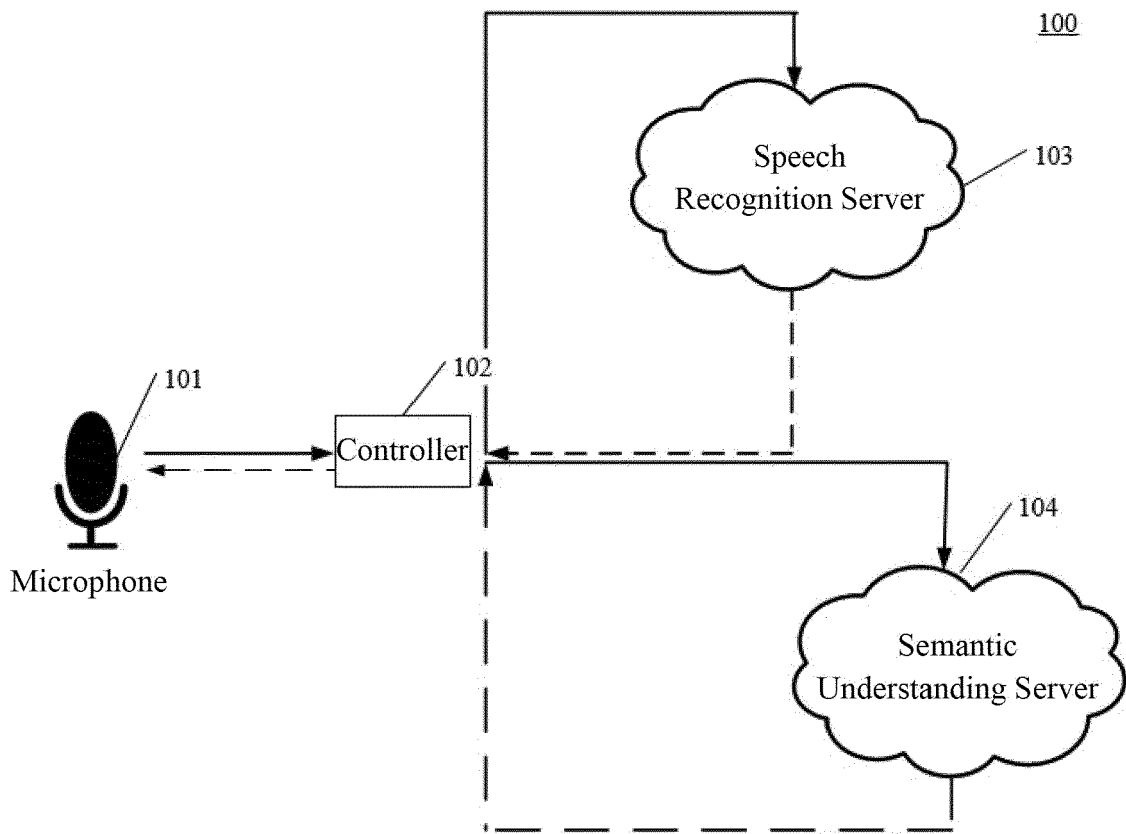 100
Speech
Recognition Server
103
101
102
Controller
Microphone
104
Semantic
Understanding Server